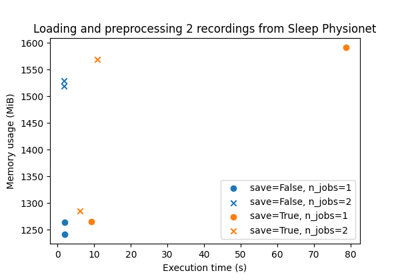 Loading and preprocessing 2 recordings from Sleep Physionet
Memory usage (MiB)
1600
1550
1500
1450
1400
1350
1300
1250
save=False, n_jobs=1
save=False, n_jobs=2
save=True, n_jobs=1
save=True, n_jobs=2
0 10 20 30 40 50 60 70 80
Execution time (s)